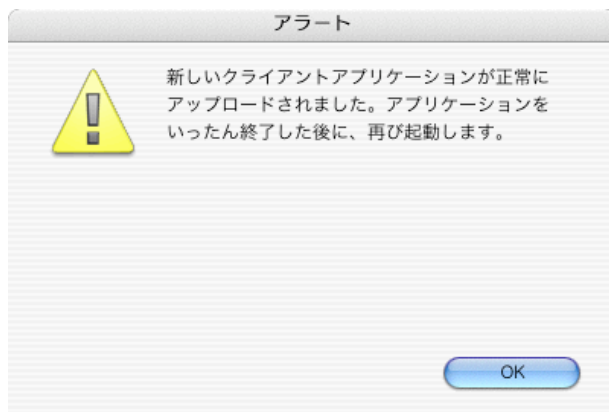 アラート
新しいクライアントアプリケーションが正常に
アップロードされました。アプリケーションを
いったん終了した後に、再び起動します。
OK